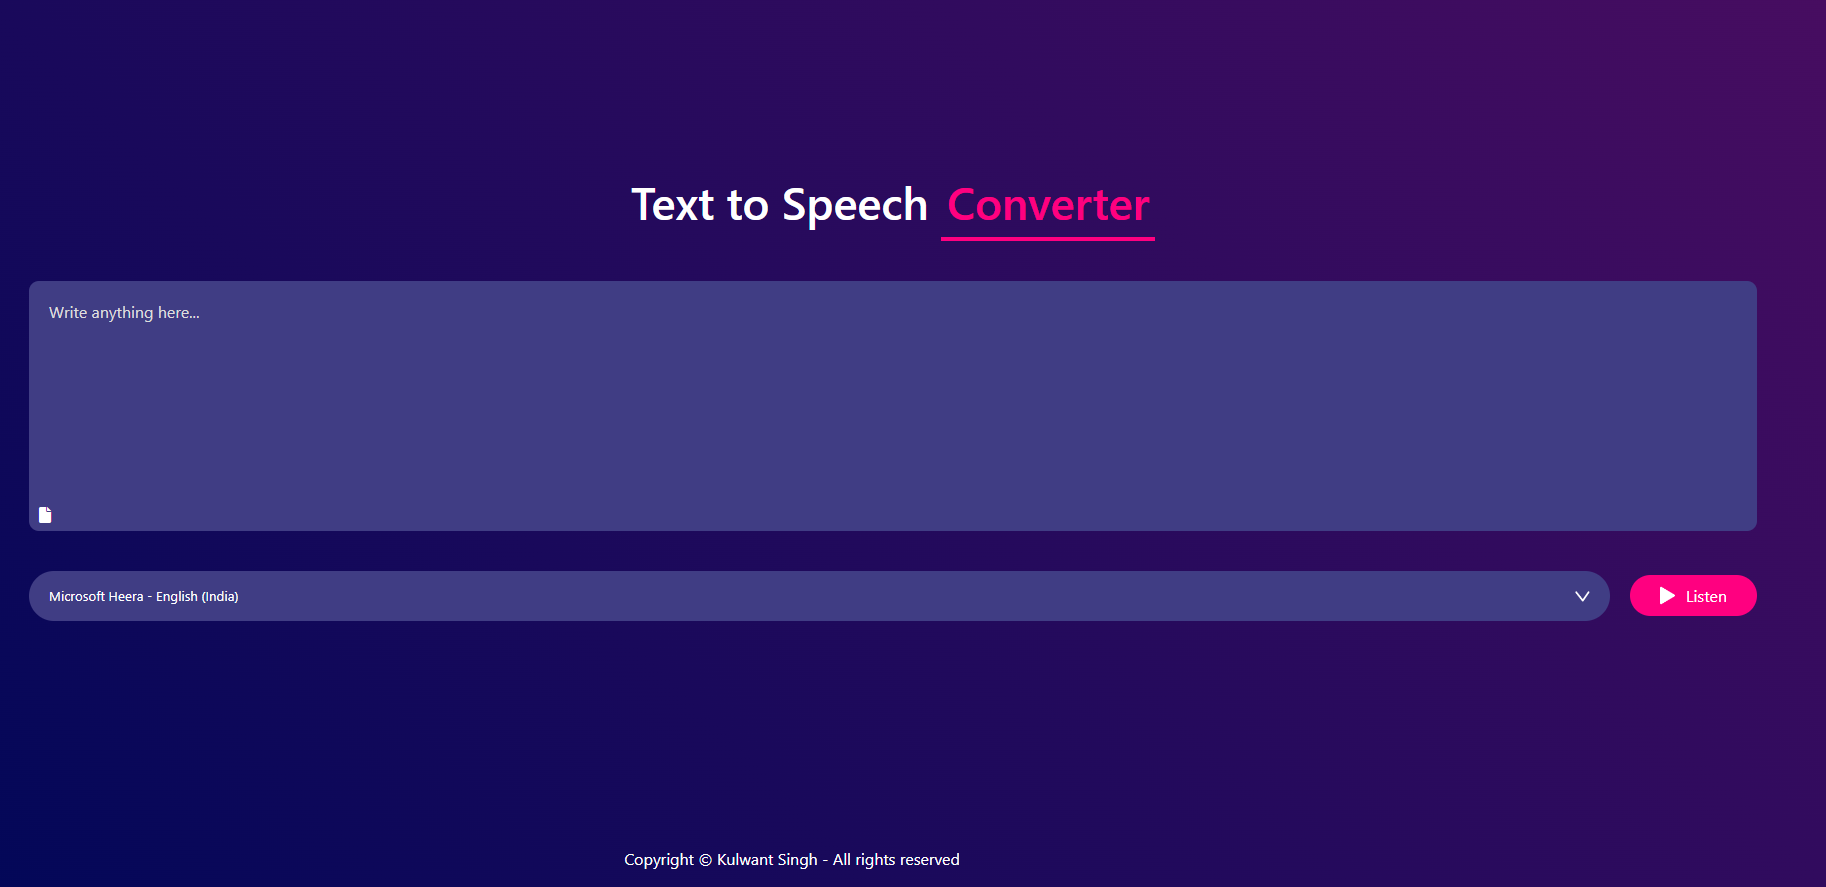 Text to Speech Converter
Write anything here...
Microsoft Heera - English (India)
Listen
Copyright © Kulwant Singh - All rights reserved